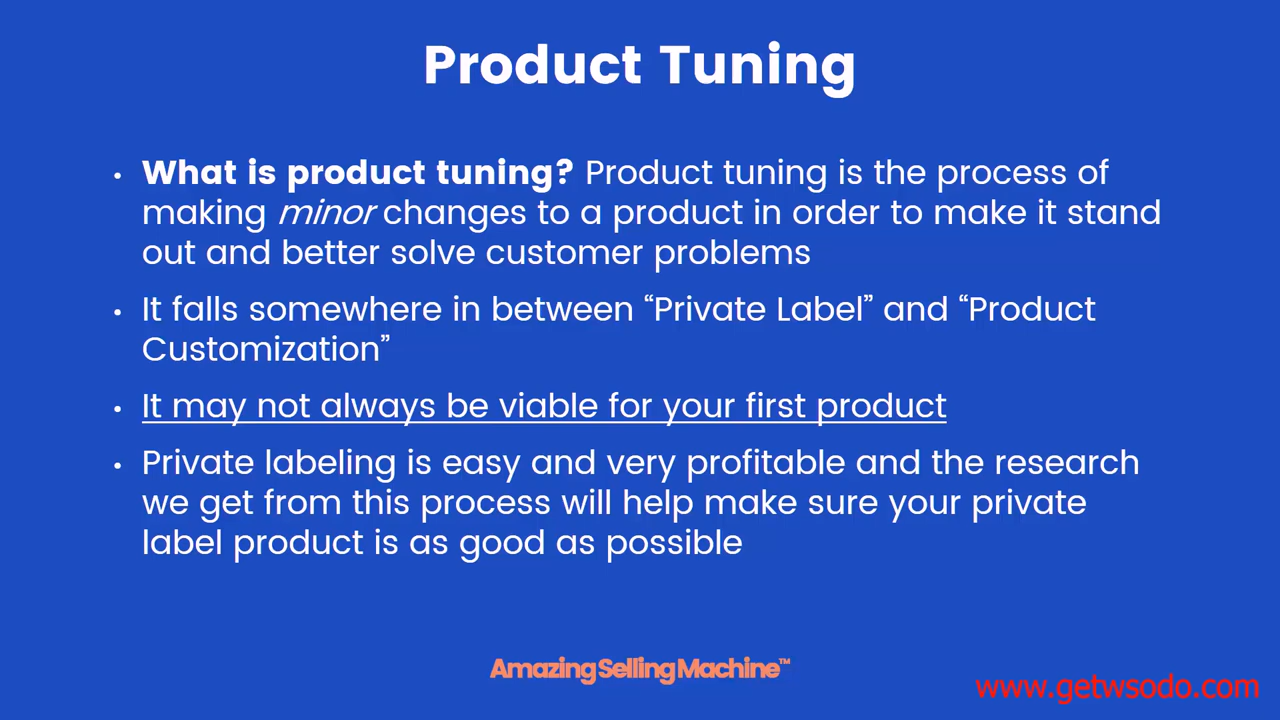 Product Tuning
• What is product tuning? Product tuning is the process of
making minor changes to a product in order to make it stand
out and better solve customer problems
• It falls somewhere in between “Private Label” and “Product
Customization”
• It may not always be viable for your first product
• Private labeling is easy and very profitable and the research
we get from this process will help make sure your private
label product is as good as possible
Amazing Selling Machine™
www.getwsodo.com